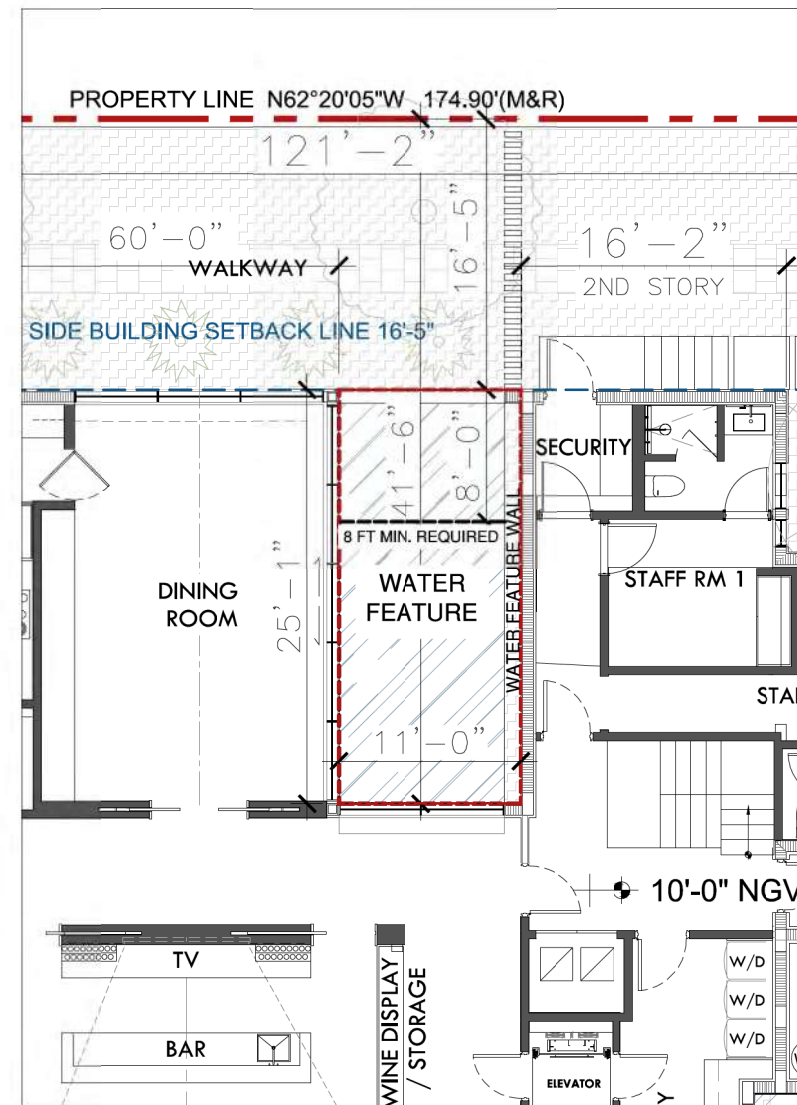 PROPERTY LINE N62°20'05"W 174.90'(M&R)
121'-2"
60'-0"
16'-5"
16'-2"
WALKWAY
2ND STORY
SIDE BUILDING SETBACK LINE 16'-5"
41'-6"
8'-0"
SECURITY
8 FT MIN. REQUIRED
25'-1"
DINING
ROOM
WATER
FEATURE
WATER FEATURE WALL
STAFF RM 1
STA
11'-0"
10'-0" NGV
TV
WINE DISPLAY
/ STORAGE
W/D
W/D
W/D
BAR
ELEVATOR
Y